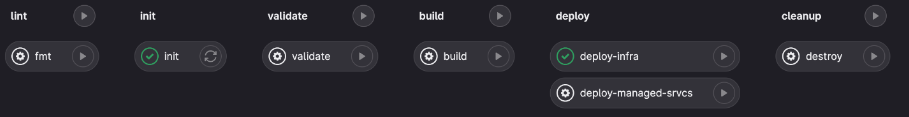 lint
init
validate
build
deploy
cleanup
fmt
init
validate
build
deploy-infra
destroy
deploy-managed-srvcs